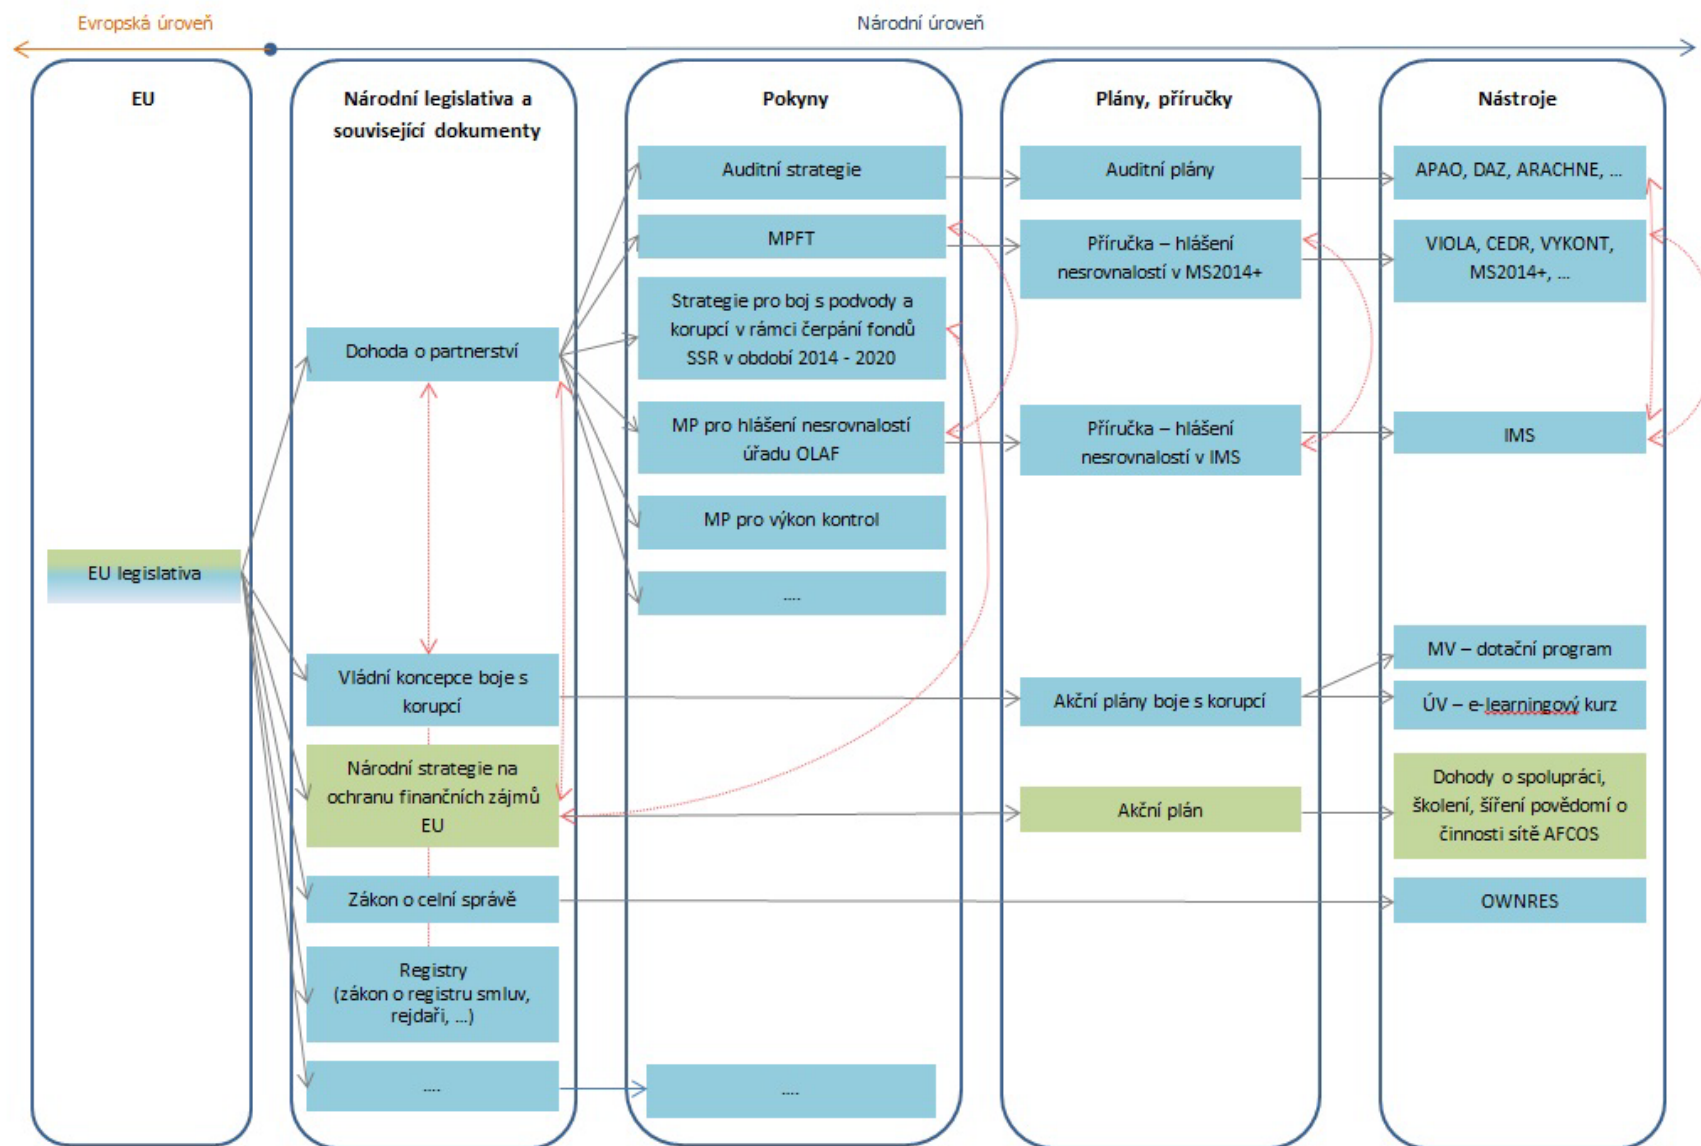 Evropská úroveň
Národní úroveň
EU
EU legislativa
Národní legislativa a
související dokumenty
Dohoda o partnerství
Vládní koncepce boje s
korupcí
Národní strategie na
ochranu finančních zájmů
EU
Zákon o celní správě
Registry
(zákon o registru smluv,
rejdaři, ...)
....
Pokyny
Auditní strategie
MPFT
Strategie pro boj s podvody a
korupcí v rámci čerpání fondů
SSR v období 2014 - 2020
MP pro hlášení nesrovnalostí
úřadu OLAF
MP pro výkon kontrol
....
....
Plány, příručky
Auditní plány
Příručka – hlášení
nesrovnalostí v MS2014+
Příručka – hlášení
nesrovnalostí v IMS
Akční plány boje s korupcí
Akční plán
Nástroje
APAO, DAZ, ARACHNE, ...
VIOLA, CEDR, VYKONT,
MS2014+, ...
IMS
MV – dotační program
ÚV – e-learningový kurz
Dohody o spolupráci,
školení, šíření povědomí o
činnosti sítě AFCOS
OWNRES